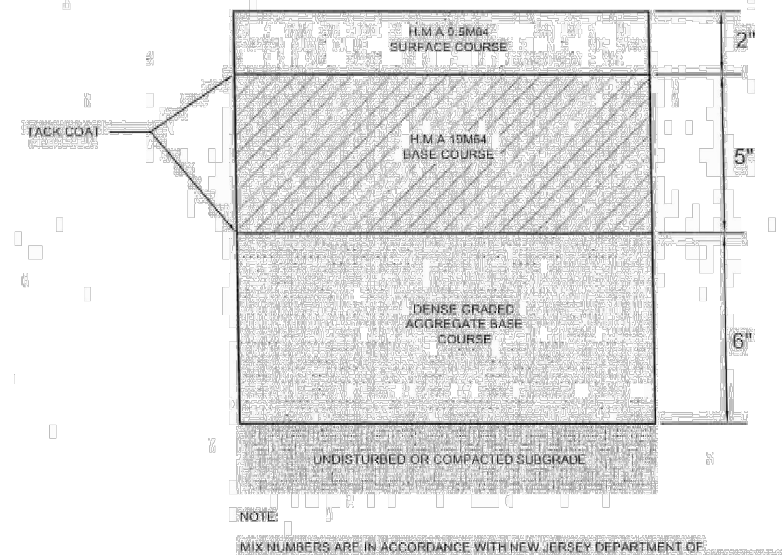 H.M.A 9.5M64
SURFACE COURSE
2"
TACK COAT
H.M.A 19M64
BASE COURSE
5"
DENSE GRADED
AGGREGATE BASE
COURSE
6"
UNDISTURBED OR COMPACTED SUBGRADE
NOTE:
MIX NUMBERS ARE IN ACCORDANCE WITH NEW JERSEY DEPARTMENT OF